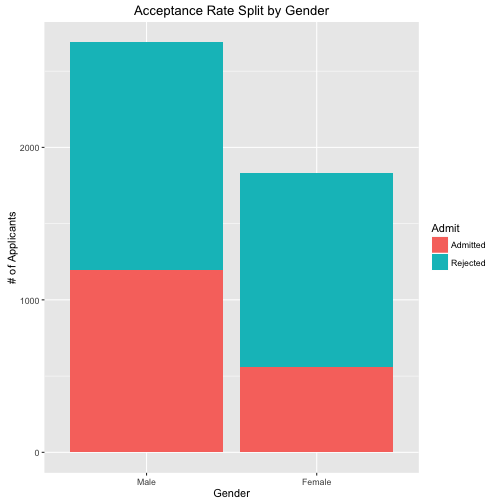 Acceptance Rate Split by Gender
# of Applicants
2000
1000
0
Male
Female
Gender
Admit
Admitted
Rejected